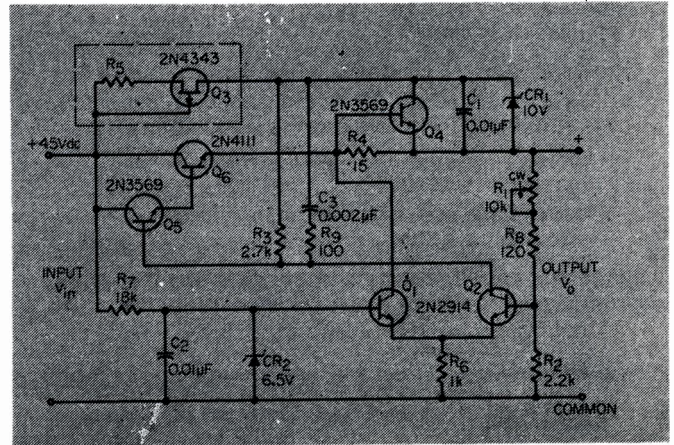 2N4343
R5
Q3
CR1
10V
2N3569
Q4
C1
0.01µF
+45Vdc
2N4111
R4
15
+
Q6
CW
R1
10k
2N3569
C3
0.002µF
Q5
R3
2.7k
R9
100
R8
120
INPUT
Vin
R7
18k
Q1
Q2
2N2914
OUTPUT
Vo
C2
0.01µF
CR2
6.5V
R6
1k
R2
2.2k
COMMON